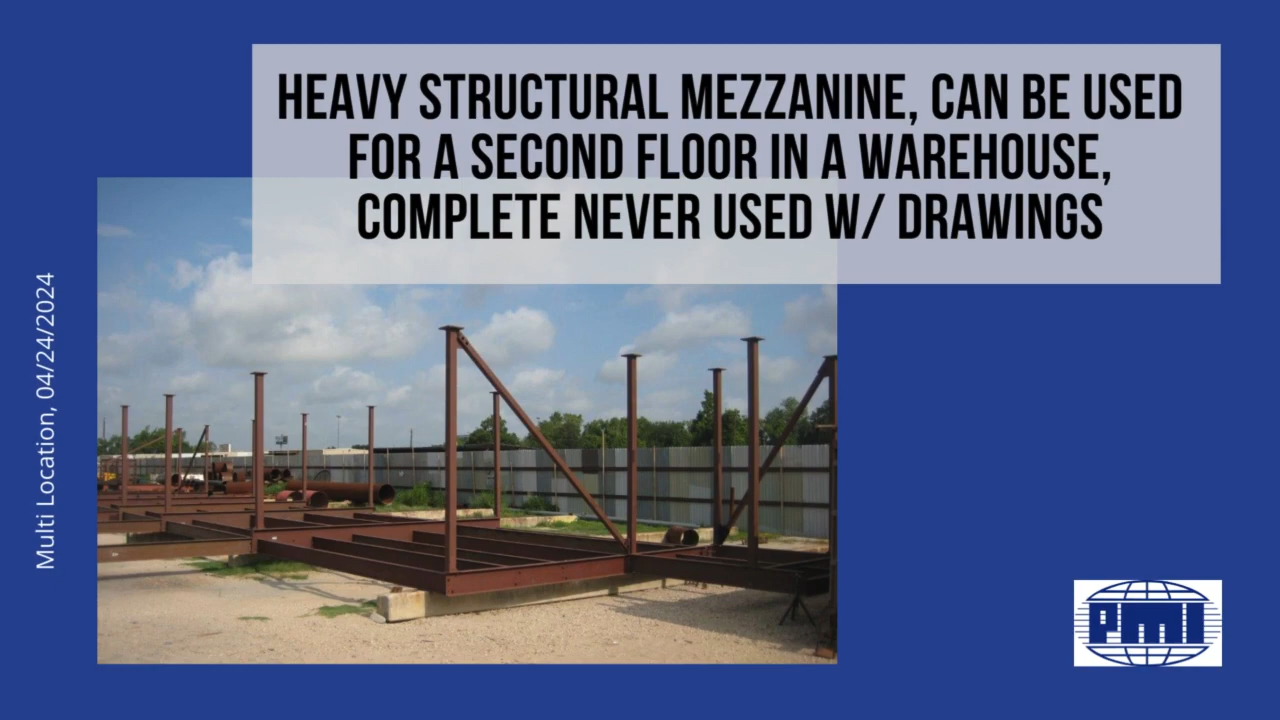 HEAVY STRUCTURAL MEZZANINE, CAN BE USED
FOR A SECOND FLOOR IN A WAREHOUSE,
COMPLETE NEVER USED W/ DRAWINGS
Multi Location, 04/24/2024
PMI